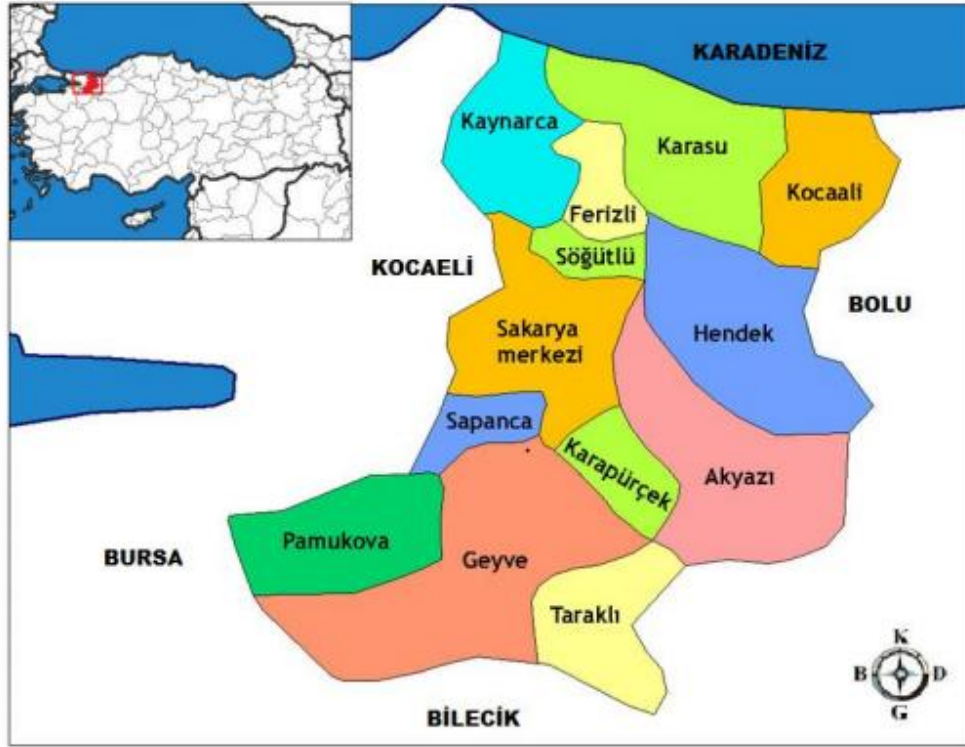 KARADENİZ
Kaynarca
Karasu
Kocaali
Ferizli
Söğütlü
KOCAELİ
BOLU
Hendek
Sakarya
merkezi
Sapanca
Karapürçek
Akyazı
Pamukova
BURSA
Geyve
Taraklı
BİLECİK
K
B
D
G